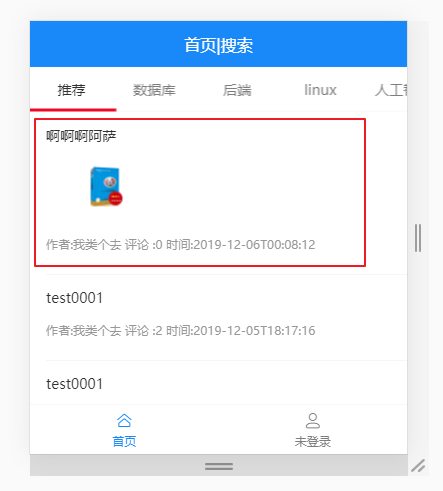 首页|搜索
推荐 数据库 后端 linux 人工
啊啊啊阿萨
作者:我类个去 评论 :0 时间:2019-12-06T00:08:12
test0001
作者:我类个去 评论 :2 时间:2019-12-05T18:17:16
test0001
首页 未登录